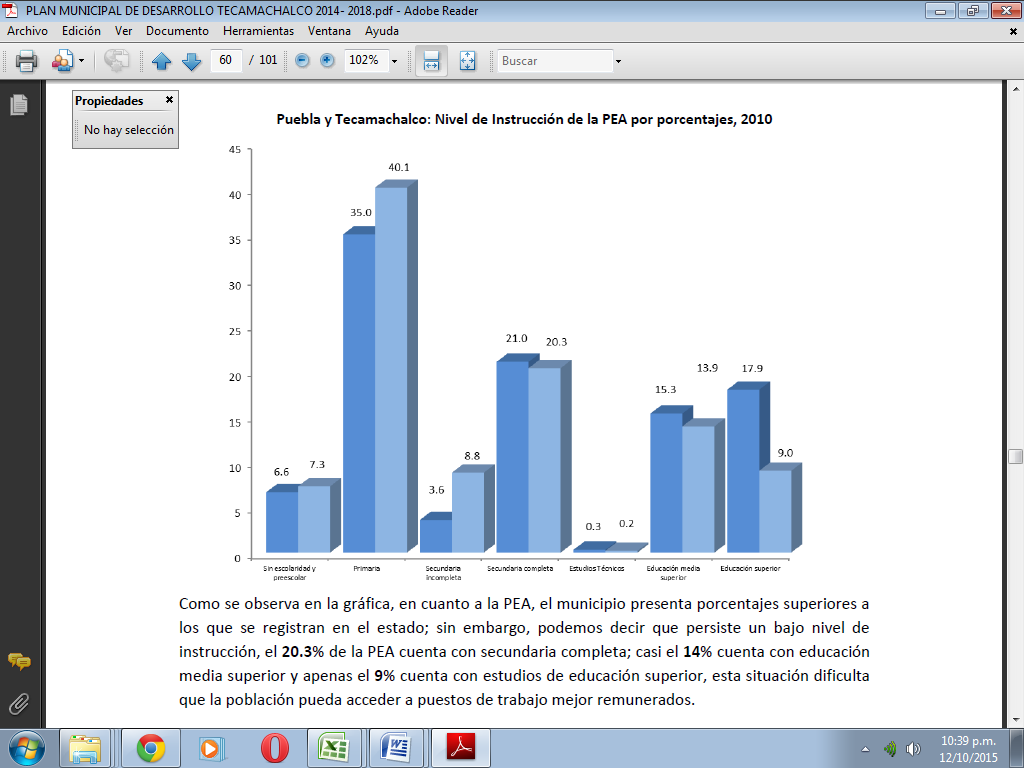 PLAN MUNICIPAL DE DESARROLLO TECAMACHALCO 2014- 2018.pdf - Adobe Reader
Archivo Edición Ver Documento Herramientas Ventana Ayuda
60 / 101 102% Buscar
Propiedades
No hay selección
Puebla y Tecamachalco: Nivel de Instrucción de la PEA por porcentajes, 2010
45
40
35
30
25
20
15
10
5
0
6.6 7.3
35.0 40.1
3.6 8.8
21.0 20.3
0.3 0.2
15.3 13.9
17.9 9.0
Sin escolaridad y
preescolar
Primaria
Secundaria
incompleta
Secundaria completa
Estudios Técnicos
Educación media
superior
Educación superior
Como se observa en la gráfica, en cuanto a la PEA, el municipio presenta porcentajes superiores a
los que se registran en el estado; sin embargo, podemos decir que persiste un bajo nivel de
instrucción, el 20.3% de la PEA cuenta con secundaria completa; casi el 14% cuenta con educación
media superior y apenas el 9% cuenta con estudios de educación superior, esta situación dificulta
que la población pueda acceder a puestos de trabajo mejor remunerados.
10:39 p.m.
12/10/2015